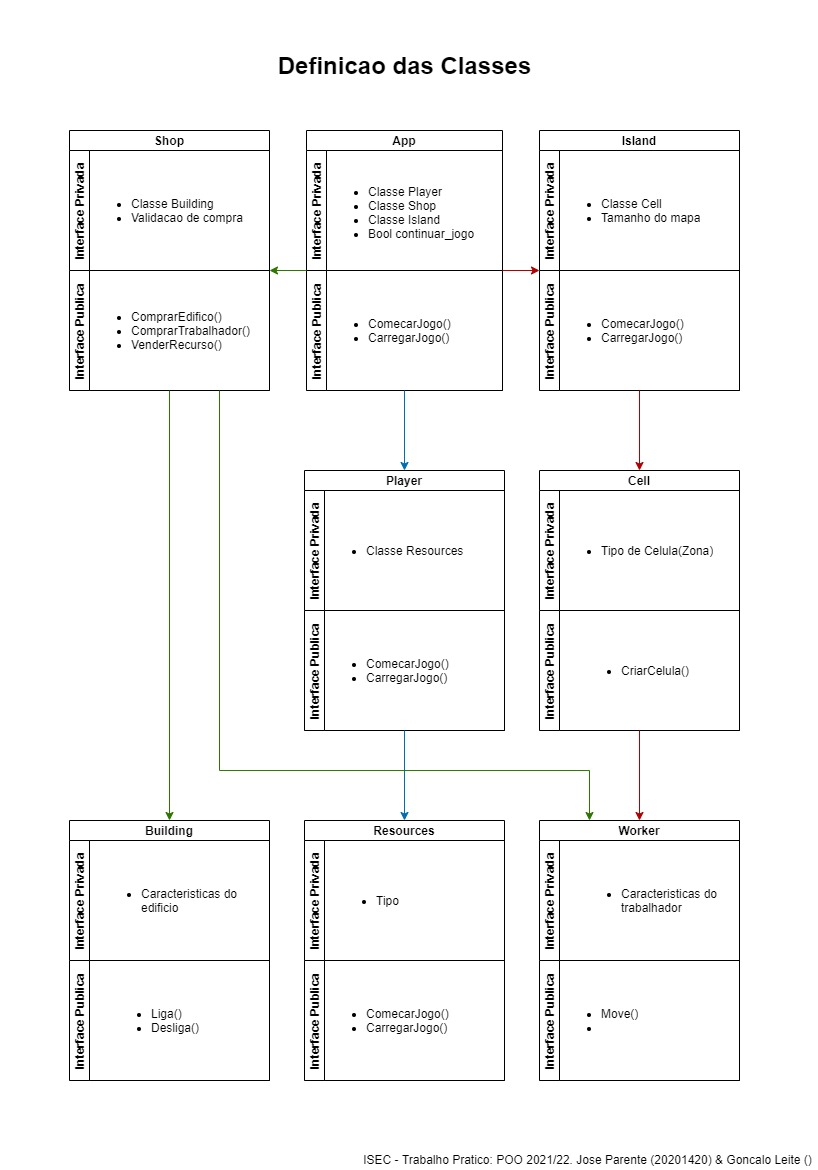 Definicao das Classes
Shop
Interface Privada
• Classe Building
• Validacao de compra
Interface Publica
• ComprarEdifico()
• ComprarTrabalhador()
• VenderRecurso()
App
Interface Privada
• Classe Player
• Classe Shop
• Classe Island
• Bool continuar_jogo
Interface Publica
• ComecarJogo()
• CarregarJogo()
Island
Interface Privada
• Classe Cell
• Tamanho do mapa
Interface Publica
• ComecarJogo()
• CarregarJogo()
Player
Interface Privada
• Classe Resources
Interface Publica
• ComecarJogo()
• CarregarJogo()
Cell
Interface Privada
• Tipo de Celula(Zona)
Interface Publica
• CriarCelula()
Building
Interface Privada
• Caracteristicas do
edificio
Interface Publica
• Liga()
• Desliga()
Resources
Interface Privada
• Tipo
Interface Publica
• ComecarJogo()
• CarregarJogo()
Worker
Interface Privada
• Caracteristicas do
trabalhador
Interface Publica
• Move()
•
ISEC - Trabalho Pratico: POO 2021/22. Jose Parente (20201420) & Goncalo Leite ()